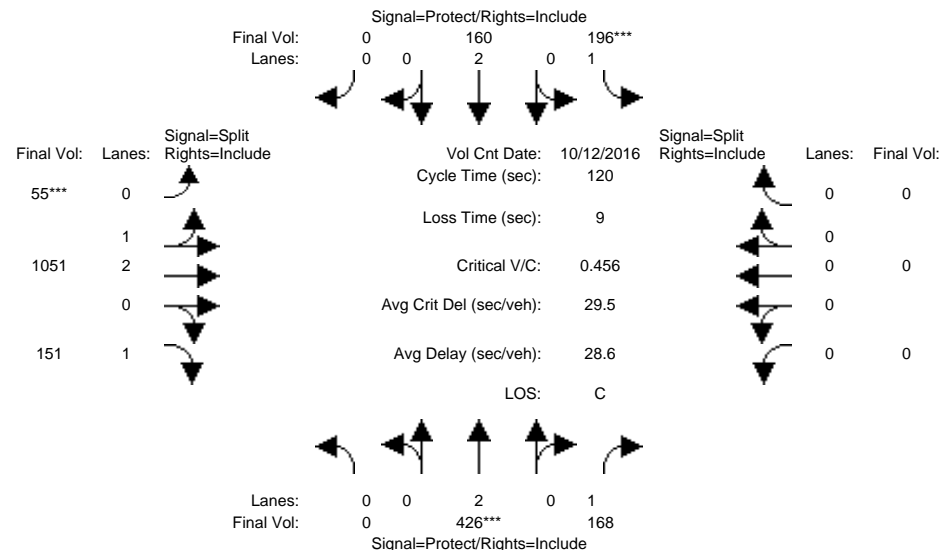 Signal=Protect/Rights=Include
Final Vol: 0 160 196***
Lanes: 0 0 2 0 1
Signal=Split Signal=Split
Final Vol: Lanes: Rights=Include Vol Cnt Date: 10/12/2016 Rights=Include Lanes: Final Vol:
Cycle Time (sec): 120
55*** 0 0 0
Loss Time (sec): 9
1 0
1051 2 Critical V/C: 0.456 0 0
0 Avg Crit Del (sec/veh): 29.5 0
151 1 Avg Delay (sec/veh): 28.6 0 0
LOS: C
Lanes: 0 0 2 0 1
Final Vol: 0 426*** 168
Signal=Protect/Rights=Include